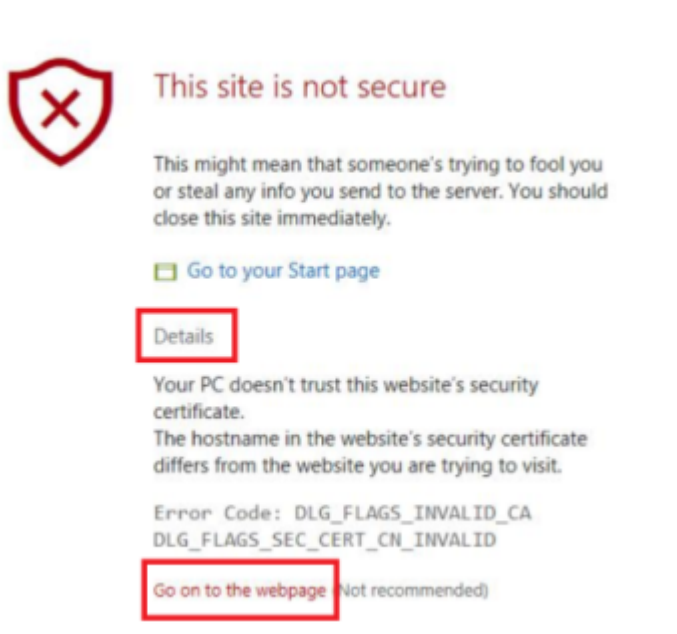 This site is not secure
This might mean that someone's trying to fool you
or steal any info you send to the server. You should
close this site immediately.
Go to your Start page
Details
Your PC doesn't trust this website's security
certificate.
The hostname in the website's security certificate
differs from the website you are trying to visit.
Error Code: DLG_FLAGS_INVALID_CA
DLG_FLAGS_SEC_CERT_CN_INVALID
Go on to the webpage (Not recommended)